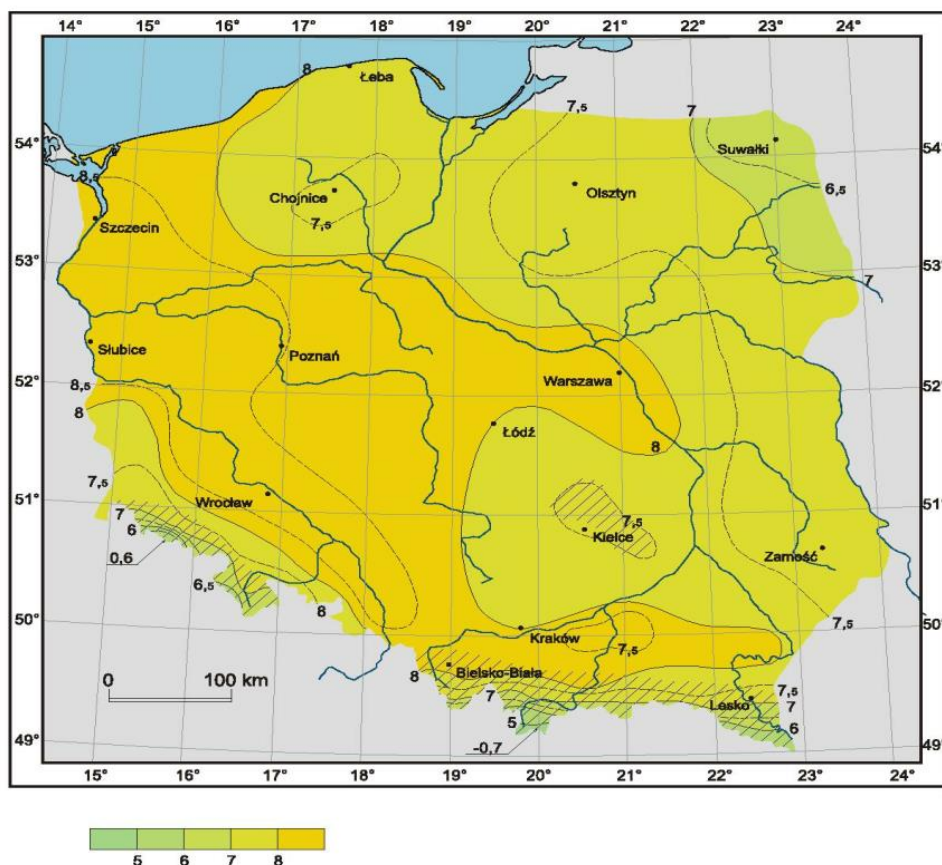 14° 15° 16° 17° 18° 19° 20° 21° 22° 23° 24°
8
Łeba
7,5
7
54°
Suwałki
54°
8,5
Chojnice
Olsztyn
6,5
7,5
Szczecin
53°
53°
7
Słubice
Poznań
52°
Warszawa
52°
8,5
8
Łódź
8
7,5
51°
Wrocław
51°
7
7,5
6
Kielce
0,6
Zamość
6,5
8
50°
Kraków
7,5
50°
7,5
0
100 km
8
Bielsko-Biała
7,5
7
Lesko
7
5
6
49°
-0,7
49°
15° 16° 17° 18° 19° 20° 21° 22° 23° 24°
5 6 7 8